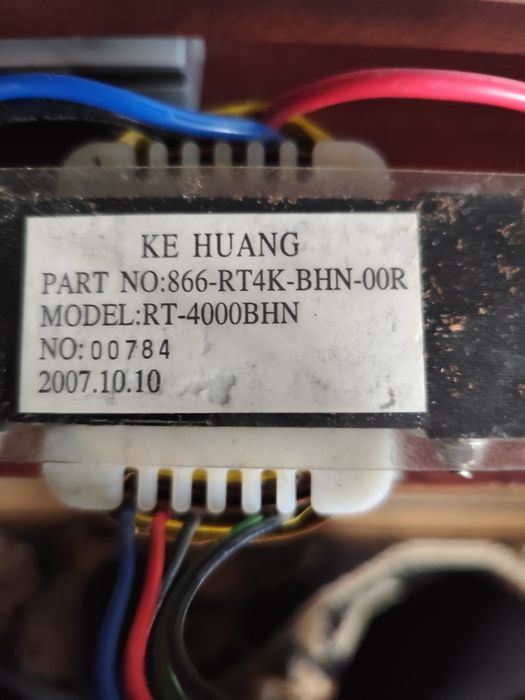 KE HUANG
PART NO:866-RT4K-BHN-00R
MODEL:RT-4000BHN
NO:00784
2007.10.10